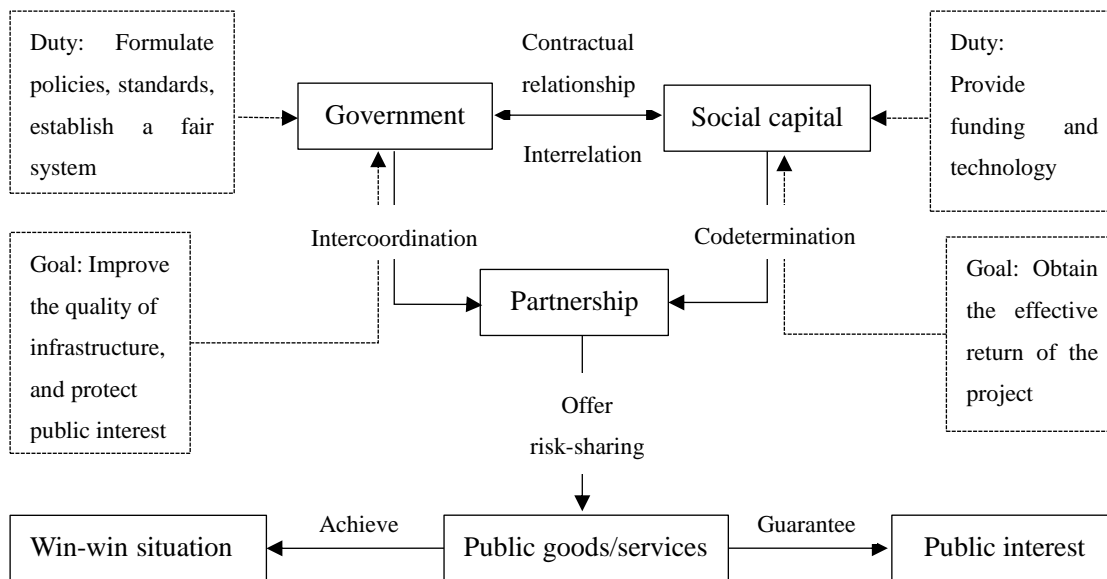 Duty: Formulate
policies, standards,
establish a fair
system
Contractual
relationship
Interrelation
Government
Social capital
Duty:
Provide
funding and
technology
Intercoordination
Codetermination
Goal: Improve
the quality of
infrastructure,
and protect
public interest
Partnership
Goal: Obtain
the effective
return of the
project
Offer
risk-sharing
Win-win situation
Achieve
Public goods/services
Guarantee
Public interest